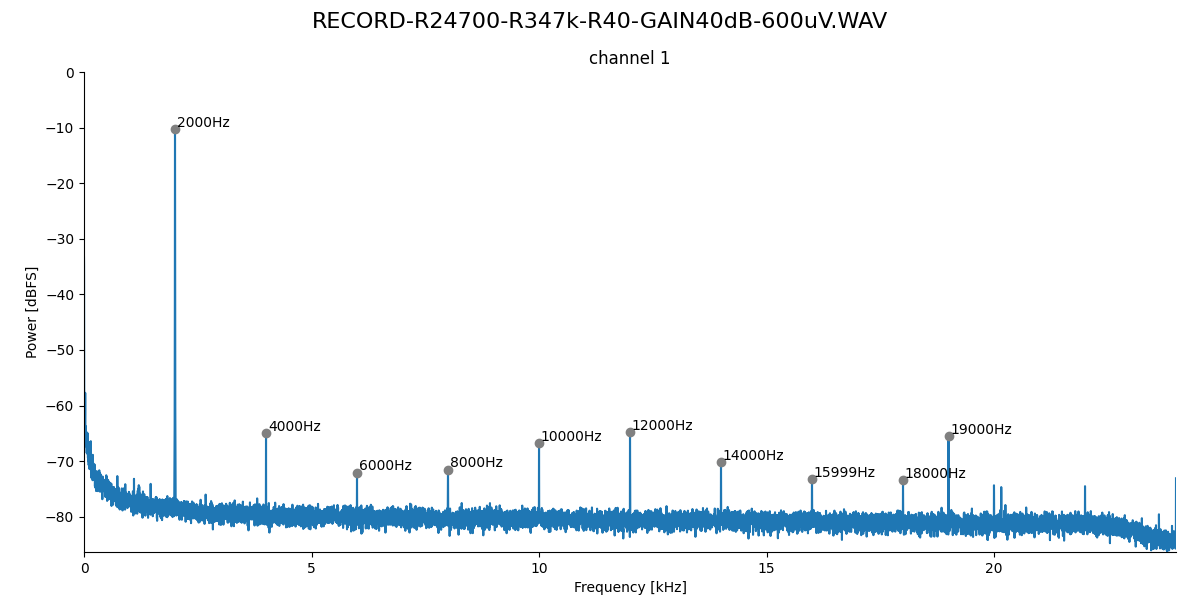 RECORD-R24700-R347k-R40-GAIN40dB-600uV.WAV
channel 1
0
−10
−20
−30
−40
−50
−60
−70
−80
Power [dBFS]
2000Hz
4000Hz
6000Hz
8000Hz
10000Hz
12000Hz
14000Hz
15999Hz
18000Hz
19000Hz
0
5
10
15
20
Frequency [kHz]